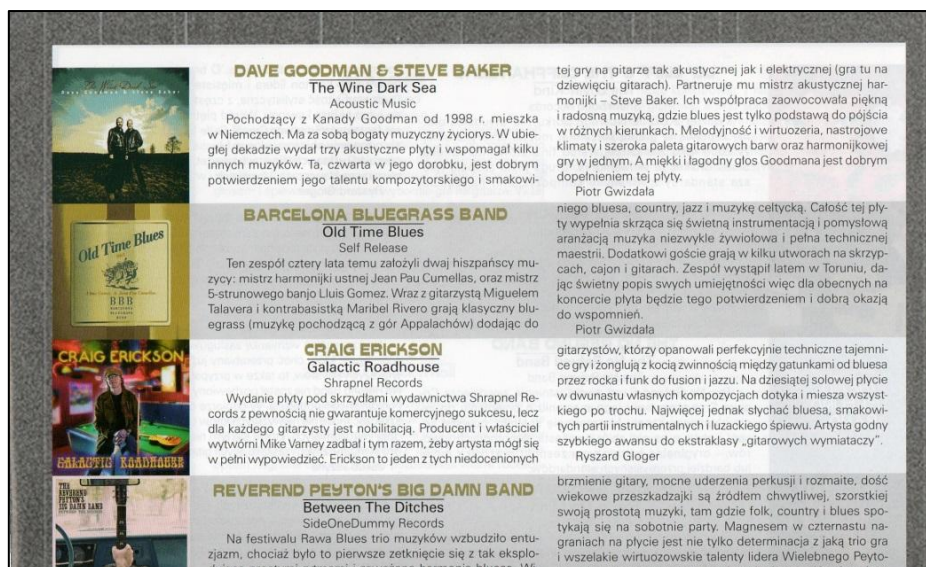 DAVE GOODMAN & STEVE BAKER
The Wine Dark Sea
Acoustic Music
Pochodzący z Kanady Goodman od 1998 r. mieszka
w Niemczech. Ma za sobą bogaty muzyczny życiorys. W ubie-
głej dekadzie wydał trzy akustyczne płyty i wspomagał kilku
innych muzyków. Ta, czwarta w jego dorobku, jest dobrym
potwierdzeniem jego talentu kompozytorskiego i smakowi-
tej gry na gitarze tak akustycznej jak i elektrycznej (gra tu na
dziewięciu gitarach). Partneruje mu mistrz akustycznej har-
monijki – Steve Baker. Ich współpraca zaowocowała piękną
i radosną muzyką, gdzie blues jest tylko podstawą do pójścia
w różnych kierunkach. Melodyjność i wirtuozeria, nastrojowe
klimaty i szeroka paleta gitarowych barw oraz harmonijkowej
gry w jednym. A miękki i łagodny głos Goodmana jest dobrym
dopełnieniem tej płyty.
Piotr Gwizdała
Old Time Blues
BBB
BARCELONA BLUEGRASS BAND
Old Time Blues
Self Release
Ten zespół cztery lata temu założyli dwaj hiszpańscy mu-
zycy: mistrz harmonijki ustnej Jean Pau Cumellas, oraz mistrz
5-strunowego banjo Lluis Gomez. Wraz z gitarzystą Miguelem
Talavera i kontrabasistką Maribel Rivero grają klasyczny blu-
egrass (muzykę pochodzącą z gór Appalachów) dodając do
niego bluesa, country, jazz i muzykę celtycką. Całość tej pły-
ty wypełnia skrząca się świetną instrumentacją i pomysłową
aranżacją muzyka niezwykle żywiołowa i pełna technicznej
maestrii. Dodatkowi goście grają w kilku utworach na skrzyp-
cach, cajon i gitarach. Zespół wystąpił latem w Toruniu, da-
jąc świetny popis swych umiejętności więc dla obecnych na
koncercie płyta będzie tego potwierdzeniem i dobrą okazją
do wspomnień.
Piotr Gwizdała
CRAIG ERICKSON
GALACTIC ROADHOUSE
CRAIG ERICKSON
Galactic Roadhouse
Shrapnel Records
Wydanie płyty pod skrzydłami wydawnictwa Shrapnel Re-
cords z pewnością nie gwarantuje komercyjnego sukcesu, lecz
dla każdego gitarzysty jest nobilitacją. Producent i właściciel
wytwórni Mike Varney zadbał i tym razem, żeby artysta mógł się
w pełni wypowiedzieć. Erickson to jeden z tych niedocenionych
gitarzystów, którzy opanowali perfekcyjnie techniczne tajemni-
ce gry i żonglują z kocią zwinnością między gatunkami od bluesa
przez rocka i funk do fusion i jazzu. Na dziesiątej solowej płycie
w dwunastu własnych kompozycjach dotyka i miesza wszyst-
kiego po trochu. Najwięcej jednak słychać bluesa, smakowi-
tych partii instrumentalnych i luzackiego śpiewu. Artysta godny
szybkiego awansu do ekstraklasy „gitarowych wymiataczy”.
Ryszard Gloger
THE
REVEREND
PEYTON'S
BIG DAMN BAND
REVEREND PEYTON'S BIG DAMN BAND
Between The Ditches
SideOneDummy Records
Na festiwalu Rawa Blues trio muzyków wzbudziło entu-
zjazm, chociaż było to pierwsze zetknięcie się z tak eksplo-
brzmienie gitary, mocne uderzenia perkusji i rozmaite, dość
wiekowe przeszkadzajki są źródłem chwytliwej, szorstkiej
swoją prostotą muzyki, tam gdzie folk, country i blues spo-
tykają się na sobotnie party. Magnesem w czternastu na-
graniach na płycie jest nie tylko determinacja z jaką trio gra
i wszelakie wirtuozowskie talenty lidera Wielebnego Peyto-